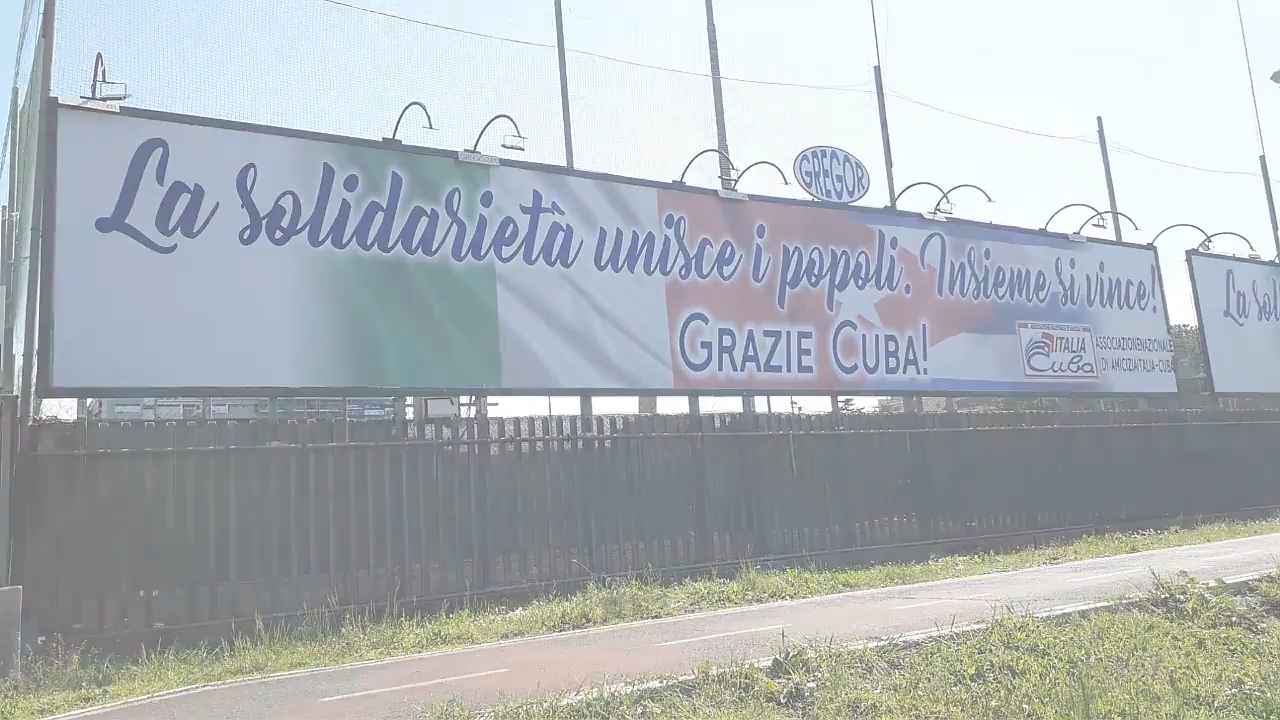 GREGOR
La solidarietà unisce i popoli. Insieme si vince!
GRAZIE CUBA!
ITALIA
Cuba
ASSOCIAZIONE NAZIONALE
DI AMICIZIA ITALIA-CUBA
La sol